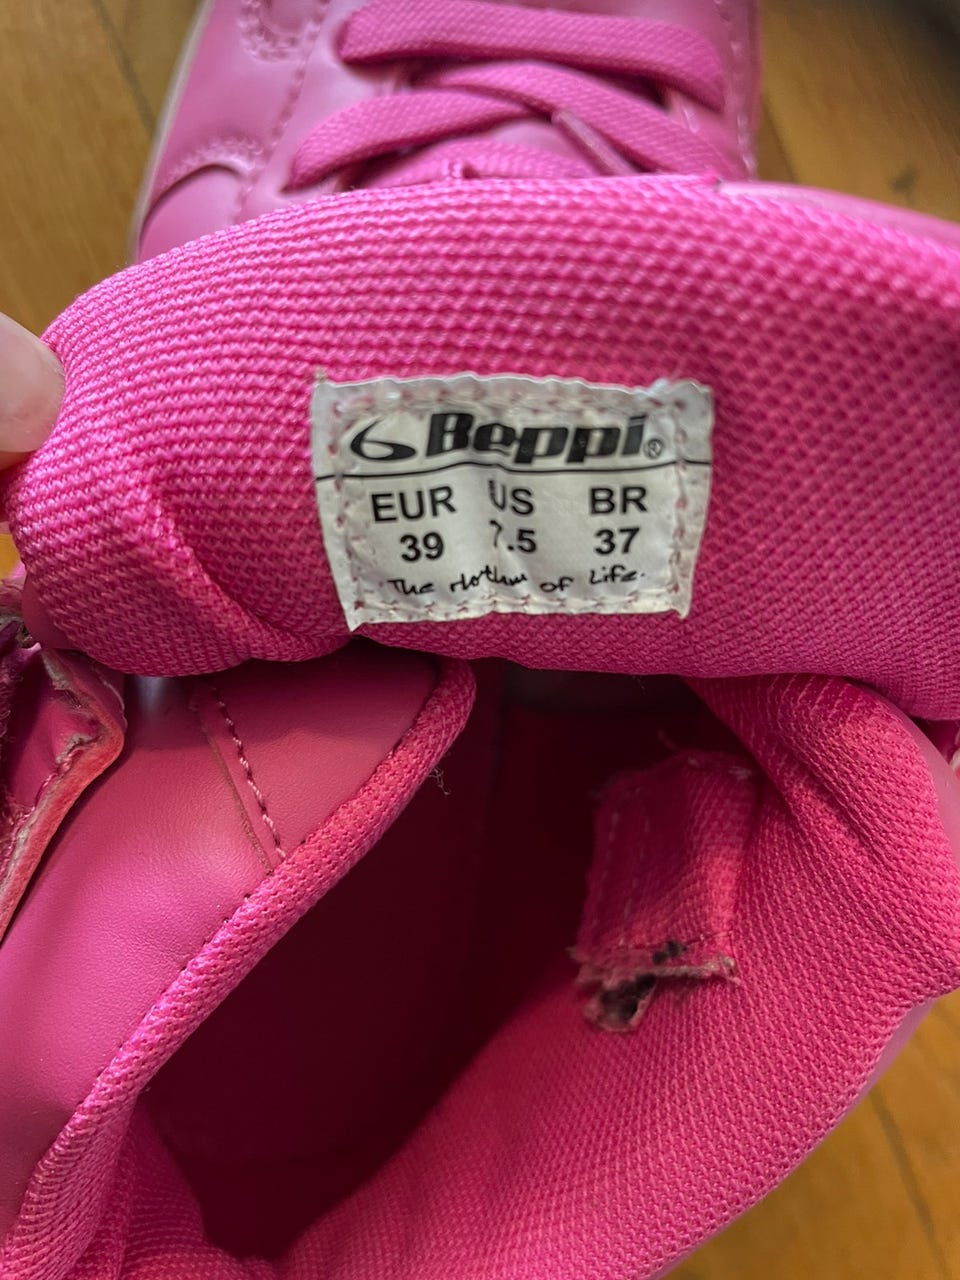 Beppi®
EUR US BR
39 7.5 37
The rhythm of Life.